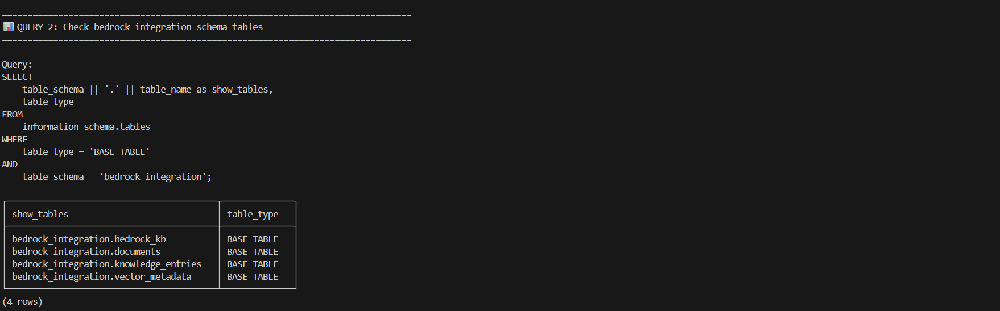 ================================================================================
📊 QUERY 2: Check bedrock_integration schema tables
================================================================================
Query:
SELECT
    table_schema || '.' || table_name as show_tables,
    table_type
FROM
    information_schema.tables
WHERE
    table_type = 'BASE TABLE'
AND
    table_schema = 'bedrock_integration';
show_tables table_type
bedrock_integration.bedrock_kb BASE TABLE
bedrock_integration.documents BASE TABLE
bedrock_integration.knowledge_entries BASE TABLE
bedrock_integration.vector_metadata BASE TABLE
(4 rows)